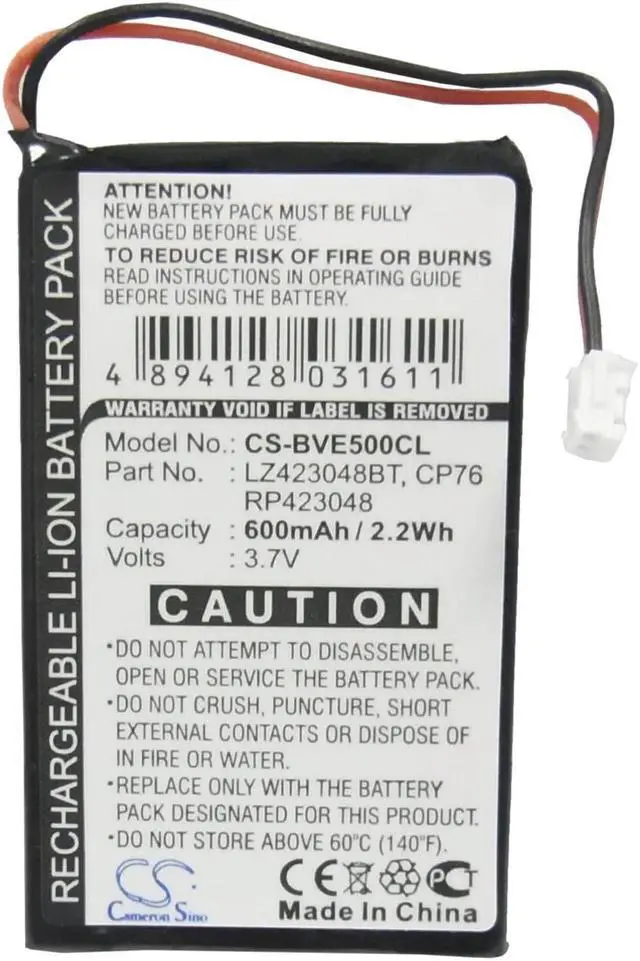 RECHARGEABLE LI-ION BATTERY PACK
ATTENTION!
NEW BATTERY PACK MUST BE FULLY
CHARGED BEFORE USE.
TO REDUCE RISK OF FIRE OR BURNS
READ INSTRUCTIONS IN OPERATING GUIDE
BEFORE USING THE BATTERY.
4 894128 031611
WARRANTY VOID IF LABEL IS REMOVED
Model No.: CS-BVE500CL
Part No. : LZ423048BT, CP76
RP423048
Capacity : 600mAh / 2.2Wh
Volts : 3.7V
CAUTION
·DO NOT ATTEMPT TO DISASSEMBLE,
OPEN OR SERVICE THE BATTERY PACK.
·DO NOT CRUSH, PUNCTURE, SHORT
EXTERNAL CONTACTS OR DISPOSE OF
IN FIRE OR WATER.
·REPLACE ONLY WITH THE BATTERY
PACK DESIGNATED FOR THIS PRODUCT.
·DO NOT STORE ABOVE 60°C (140°F).
CS
Cameron Sino
CE PCT
Made In China